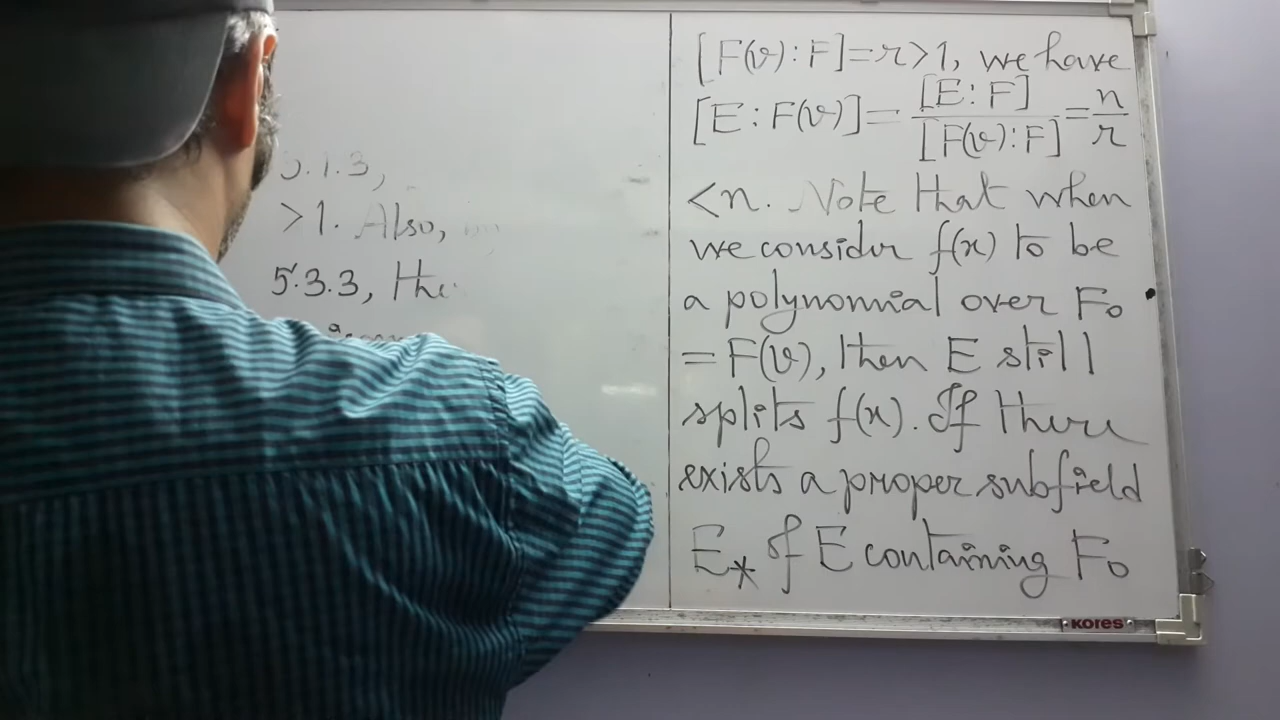 5.1.3,
>1. Also,
5.3.3, the
[F(v):F]=r>1, we have
[E:F(v)]=[E:F]/[F(v):F]=n/r
<n. Note that when
we consider f(x) to be
a polynomial over F₀
=F(v), then E still
splits f(x). If there
exists a proper subfield
E* of E containing F₀
KORES